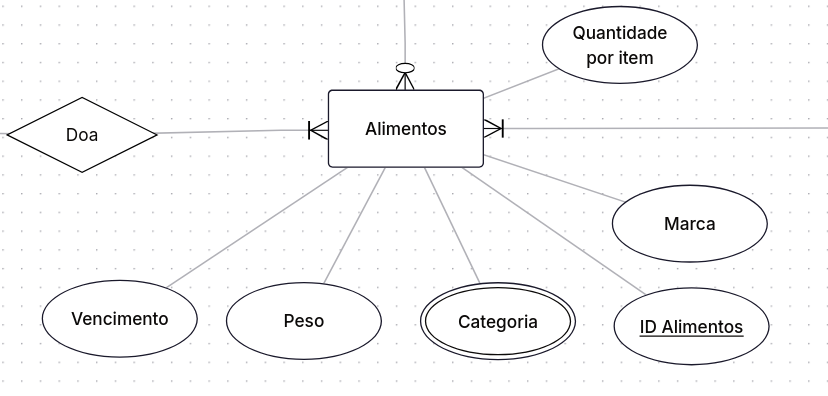 Quantidade
por item
Doa
Alimentos
Marca
Vencimento
Peso
Categoria
ID Alimentos